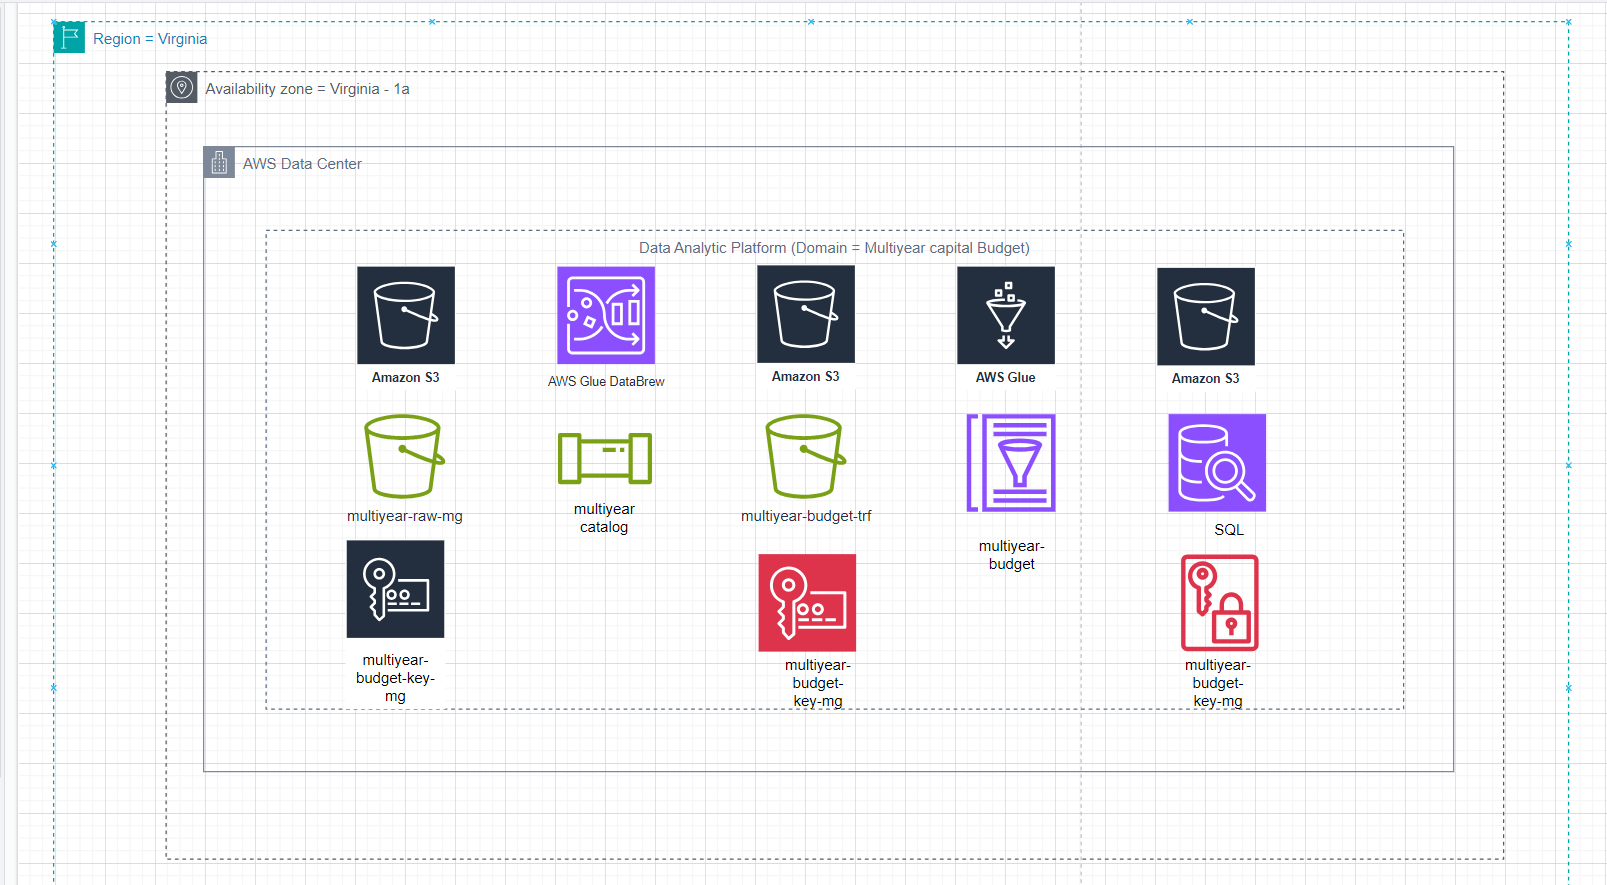 Region = Virginia
Availability zone = Virginia - 1a
AWS Data Center
Data Analytic Platform (Domain = Multiyear capital Budget)
Amazon S3
AWS Glue DataBrew
Amazon S3
AWS Glue
Amazon S3
multiyear-raw-mg
multiyear
catalog
multiyear-budget-trf
multiyear-
budget
SQL
multiyear-
budget-key-
mg
multiyear-
budget-
key-mg
multiyear-
budget-
key-mg